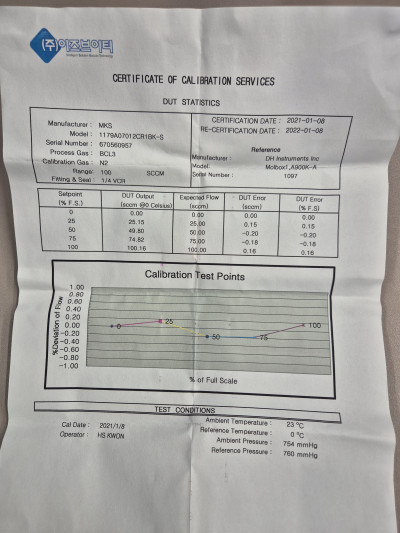 (주)이즈브이티
CERTIFICATE OF CALIBRATION SERVICES
DUT STATISTICS
Manufacturer : MKS
Model : 1179A07012CR1BK-S
Serial Number : 670560957
Process Gas : BCL3
Calibration Gas : N2
Range: 100 SCCM
Fitting & Seal : 1/4 VCR
CERTIFICATION DATE : 2021-01-08
RE-CERTIFICATION DATE : 2022-01-08
Reference
Manufacturer : DH Instruments Inc
Model: Molbox1,A900K-A
Serial Number : 1097
Setpoint DUT Output Expected Flow DUT Error DUT Error
(% F.S.) (sccm @0 Celsius) (sccm) (sccm) (% F.S)
0 0.00 0.00 0.00 0.00
25 25.15 25.00 0.15 0.15
50 49.80 50.00 -0.20 -0.20
75 74.82 75.00 -0.18 -0.18
100 100.16 100.00 0.16 0.16
Calibration Test Points
%Deviation of Flow
1.00
0.80
0.60
0.40
0.20
0.00
-0.20
-0.40
-0.60
-0.80
-1.00
0
25
50
75
100
% of Full Scale
TEST CONDITIONS
Cal Date : 2021/1/8
Operator : HS KWON
Ambient Temperature : 23 ºC
Reference Temperature : 0 ºC
Ambient Pressure : 754 mmHg
Reference Pressure : 760 mmHg